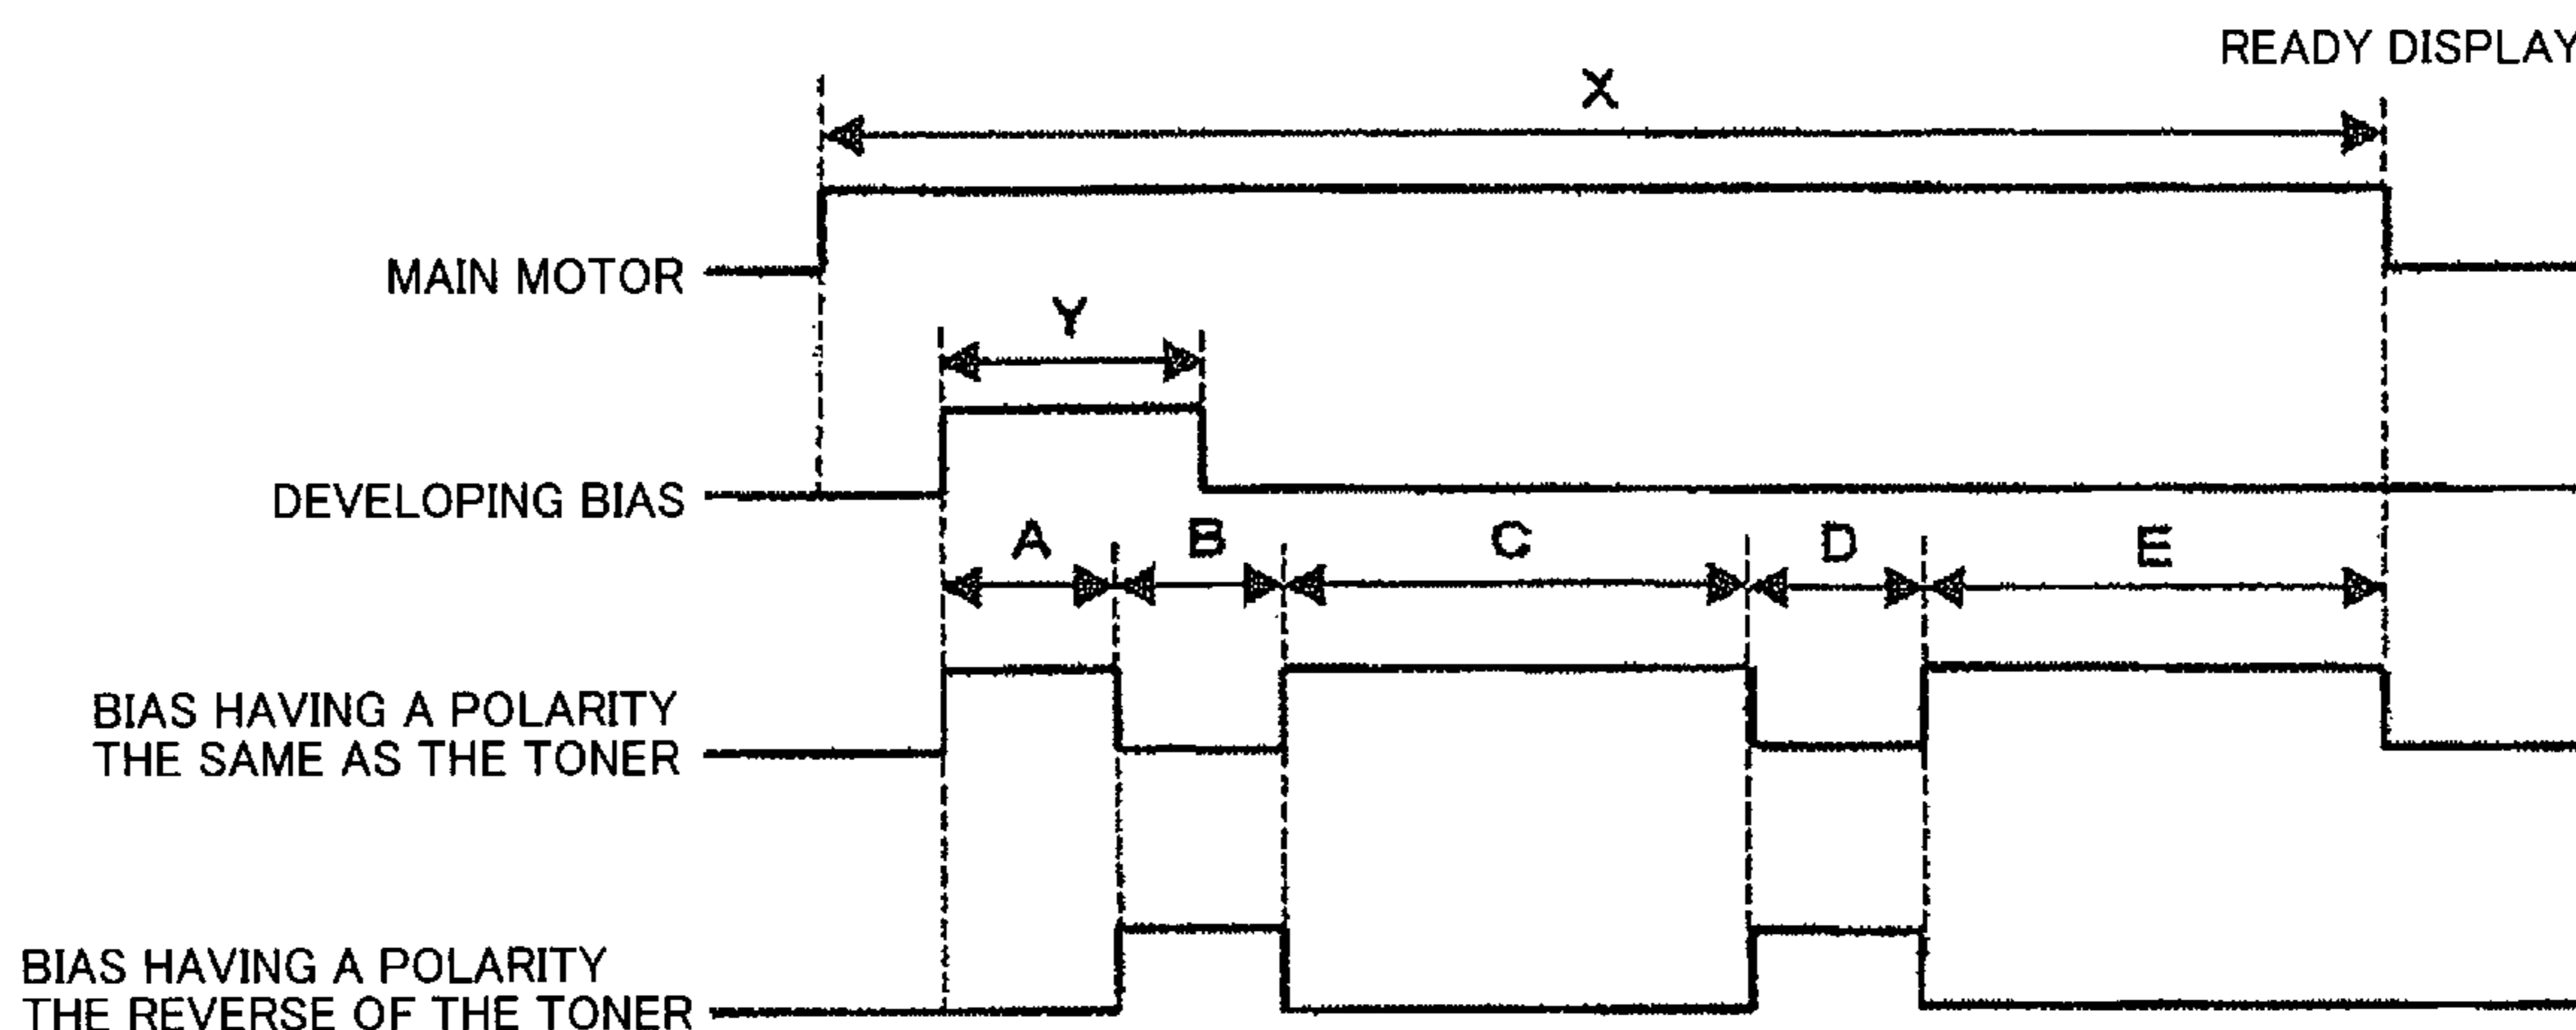 READY DISPLAY
X
MAIN MOTOR
Y
DEVELOPING BIAS
A B C D E
BIAS HAVING A POLARITY
THE SAME AS THE TONER
BIAS HAVING A POLARITY
THE REVERSE OF THE TONER